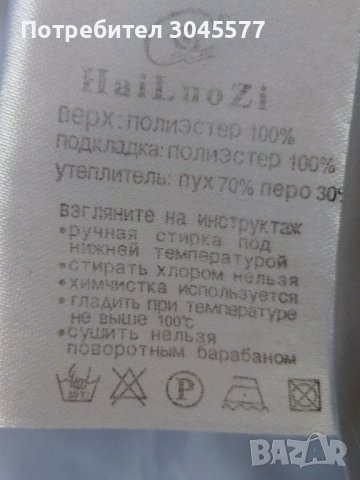 Потребител 3045577
HaiLuoZi
верх: полиэстер 100%
подкладка: полиэстер 100%
утеплитель: пух 70% перо 30%
взгляните на инструктаж
•ручная стирка под
нижней температурой
•стирать хлором нельзя
•химчистка используется
•гладить при температуре
не выше 100°C
•сушить нельзя
поворотным барабаном
P
BAZAR